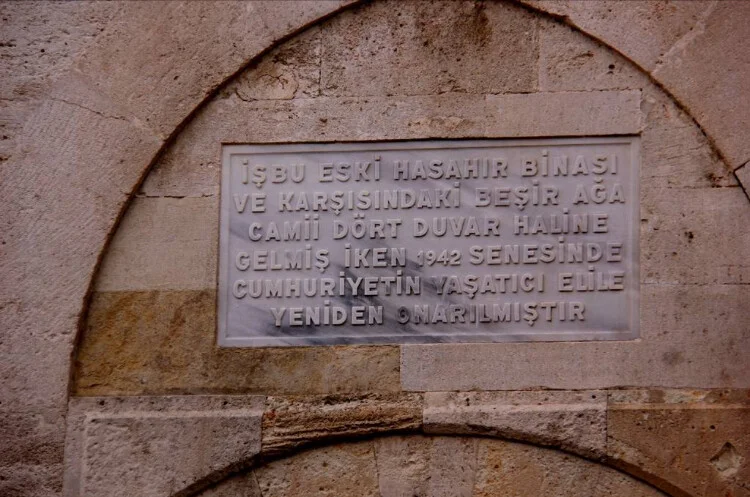 İŞBU ESKİ HASAHIR BİNASI
VE KARŞISINDAKİ BEŞİR AĞA
CAMİİ DÖRT DUVAR HALİNE
GELMİŞ İKEN 1942 SENESİNDE
CUMHURİYETİN YAŞATICI ELİLE
YENİDEN ONARILMIŞTIR